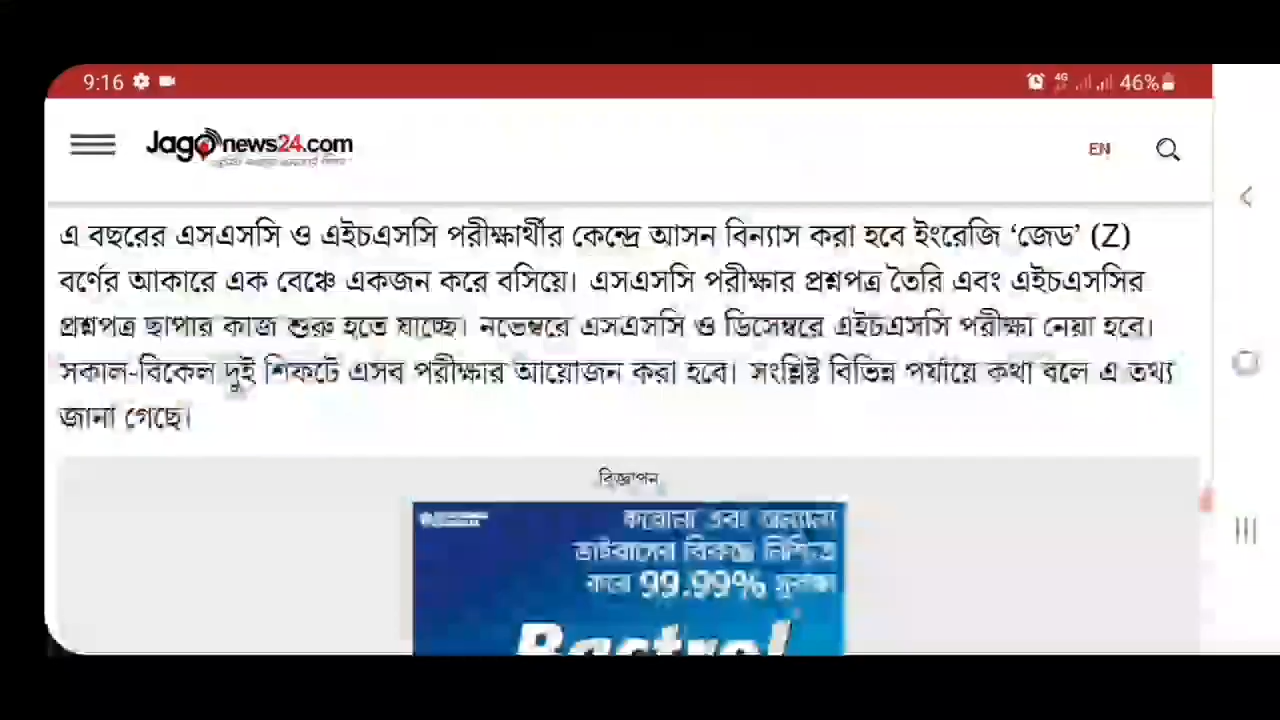 9:16 4G 46%
Jagonews24.com EN
এ বছরের এসএসসি ও এইচএসসি পরীক্ষার্থীর কেন্দ্রে আসন বিন্যাস করা হবে ইংরেজি ‘জেড’ (Z)
বর্ণের আকারে এক বেঞ্চে একজন করে বসিয়ে। এসএসসি পরীক্ষার প্রশ্নপত্র তৈরি এবং এইচএসসির
প্রশ্নপত্র ছাপার কাজ শুরু হতে যাচ্ছে। নভেম্বরে এসএসসি ও ডিসেম্বরে এইচএসসি পরীক্ষা নেয়া হবে।
সকাল-বিকেল দুই শিফটে এসব পরীক্ষার আয়োজন করা হবে। সংশ্লিষ্ট বিভিন্ন পর্যায়ে কথা বলে এ তথ্য
জানা গেছে।
বিজ্ঞাপন
করোনা এবং অন্যান্য
ভাইরাসের বিরুদ্ধে নিশ্চিত
করে 99.99% সুরক্ষা